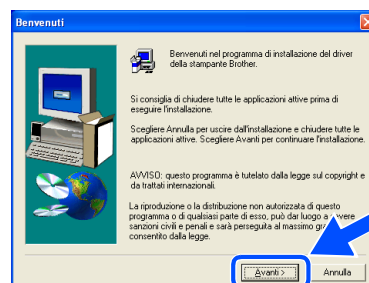 Benvenuti
Benvenuti nel programma di installazione del driver
della stampante Brother.
Si consiglia di chiudere tutte le applicazioni attive prima di
eseguire l'installazione.
Scegliere Annulla per uscire dall'installazione e chiudere tutte le
applicazioni attive. Scegliere Avanti per continuare l'installazione.
AVVISO: questo programma è tutelato dalla legge sul copyright e
da trattati internazionali.
La riproduzione o la distribuzione non autorizzata di questo
programma o di qualsiasi parte di esso, può dar luogo a severe
sanzioni civili e penali e sarà perseguita al massimo grado
consentito dalla legge.
Avanti >
Annulla